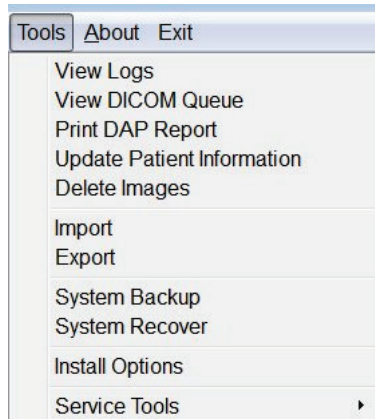 Tools About Exit
View Logs
View DICOM Queue
Print DAP Report
Update Patient Information
Delete Images
Import
Export
System Backup
System Recover
Install Options
Service Tools